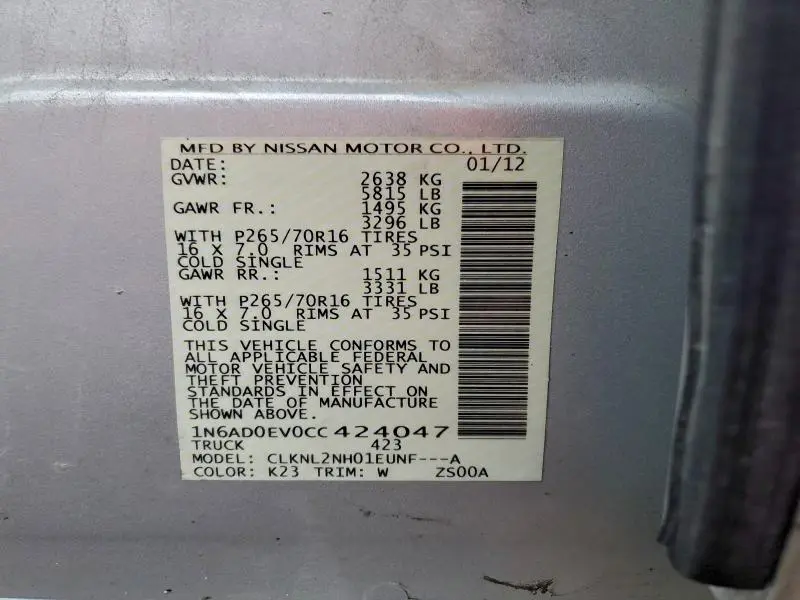 MFD BY NISSAN MOTOR CO., LTD.
DATE: 01/12
GVWR: 2638 KG
5815 LB
GAWR FR.: 1495 KG
3296 LB
WITH P265/70R16 TIRES
16 X 7.0 RIMS AT 35 PSI
COLD SINGLE
GAWR RR.: 1511 KG
3331 LB
WITH P265/70R16 TIRES
16 X 7.0 RIMS AT 35 PSI
COLD SINGLE
THIS VEHICLE CONFORMS TO
ALL APPLICABLE FEDERAL
MOTOR VEHICLE SAFETY AND
THEFT PREVENTION
STANDARDS IN EFFECT ON
THE DATE OF MANUFACTURE
SHOWN ABOVE.
1N6AD0EV0CC 424047
TRUCK 423
MODEL: CLKNL2NH01EUNF---A
COLOR: K23 TRIM: W ZS00A